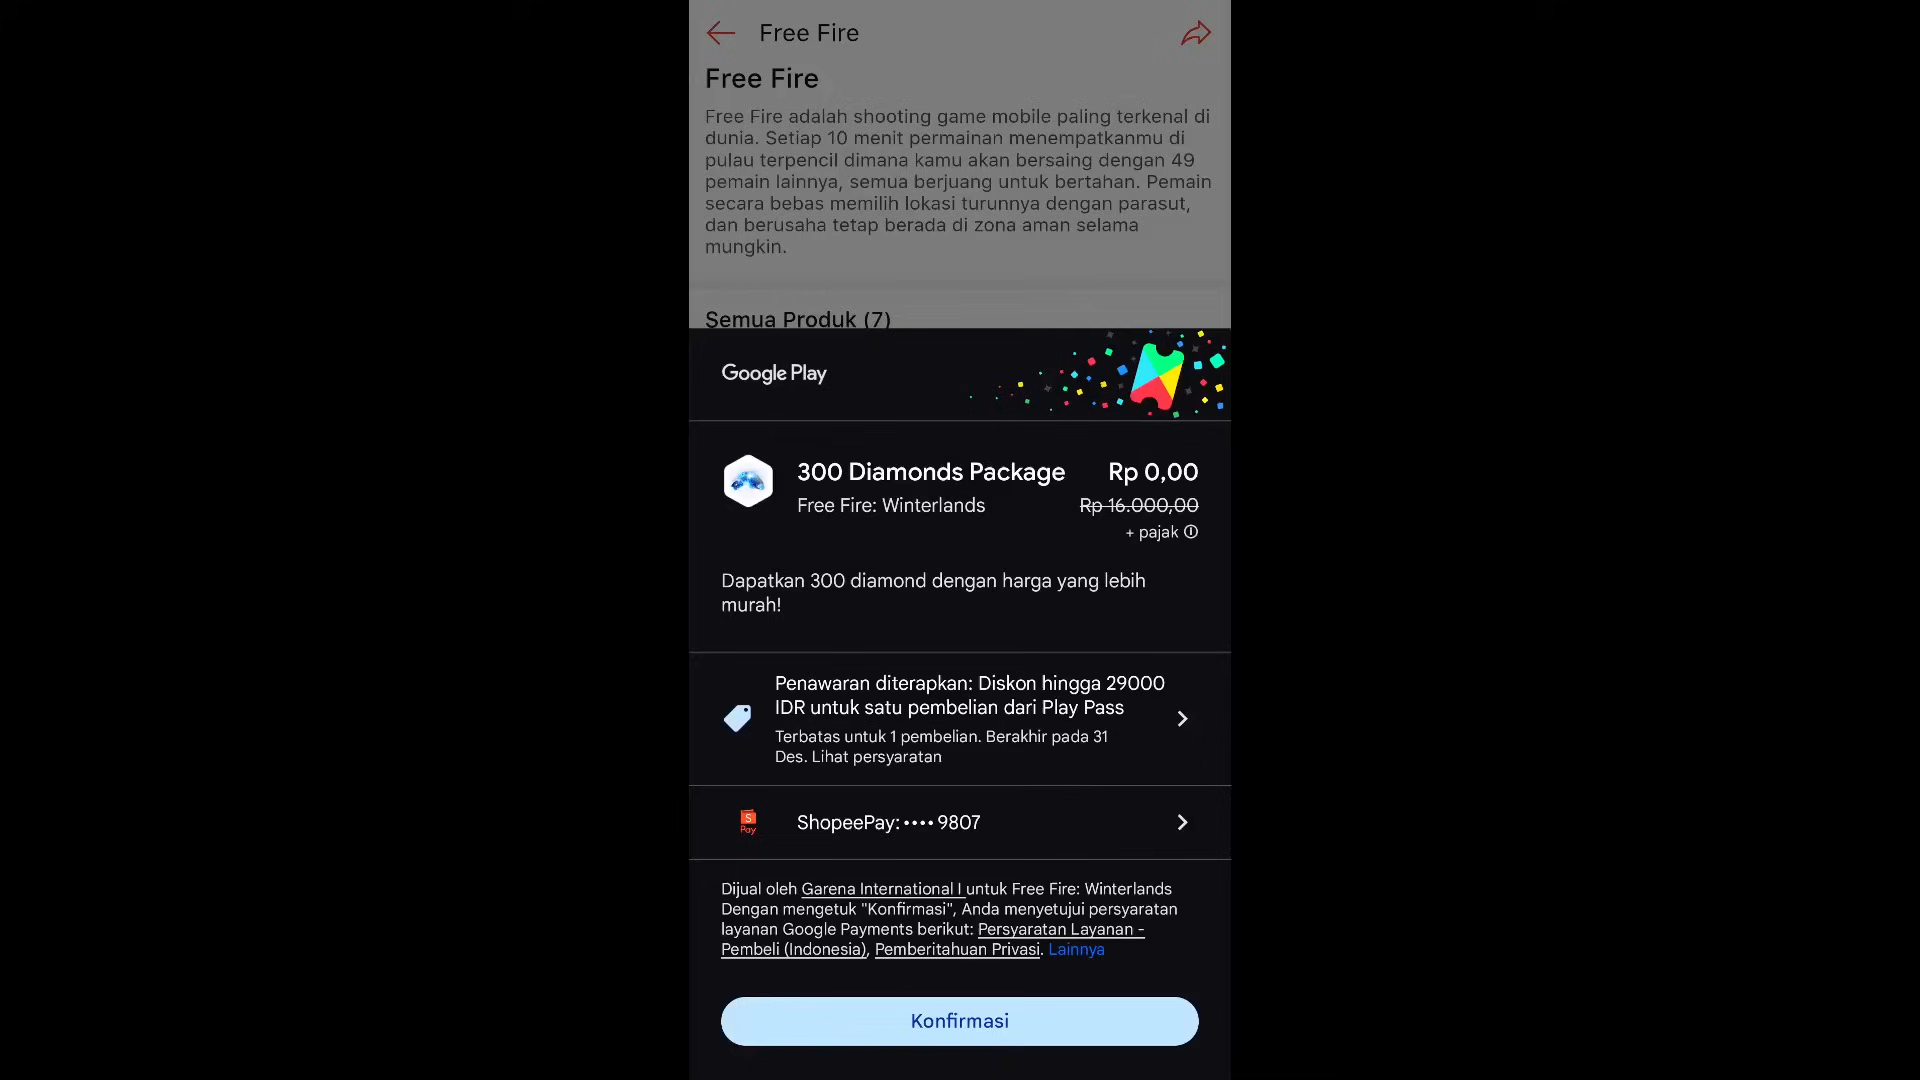 Free Fire
Free Fire
Free Fire adalah shooting game mobile paling terkenal di
dunia. Setiap 10 menit permainan menempatkanmu di
pulau terpencil dimana kamu akan bersaing dengan 49
pemain lainnya, semua berjuang untuk bertahan. Pemain
secara bebas memilih lokasi turunnya dengan parasut,
dan berusaha tetap berada di zona aman selama
mungkin.
Semua Produk (7)
Google Play
300 Diamonds Package
Rp 0,00
Free Fire: Winterlands
Rp 16.000,00
+ pajak
Dapatkan 300 diamond dengan harga yang lebih
murah!
Penawaran diterapkan: Diskon hingga 29000
IDR untuk satu pembelian dari Play Pass
Terbatas untuk 1 pembelian. Berakhir pada 31
Des. Lihat persyaratan
S
Pay
ShopeePay: •••• 9807
Dijual oleh Garena International I untuk Free Fire: Winterlands
Dengan mengetuk "Konfirmasi", Anda menyetujui persyaratan
layanan Google Payments berikut: Persyaratan Layanan -
Pembeli (Indonesia), Pemberitahuan Privasi. Lainnya
Konfirmasi